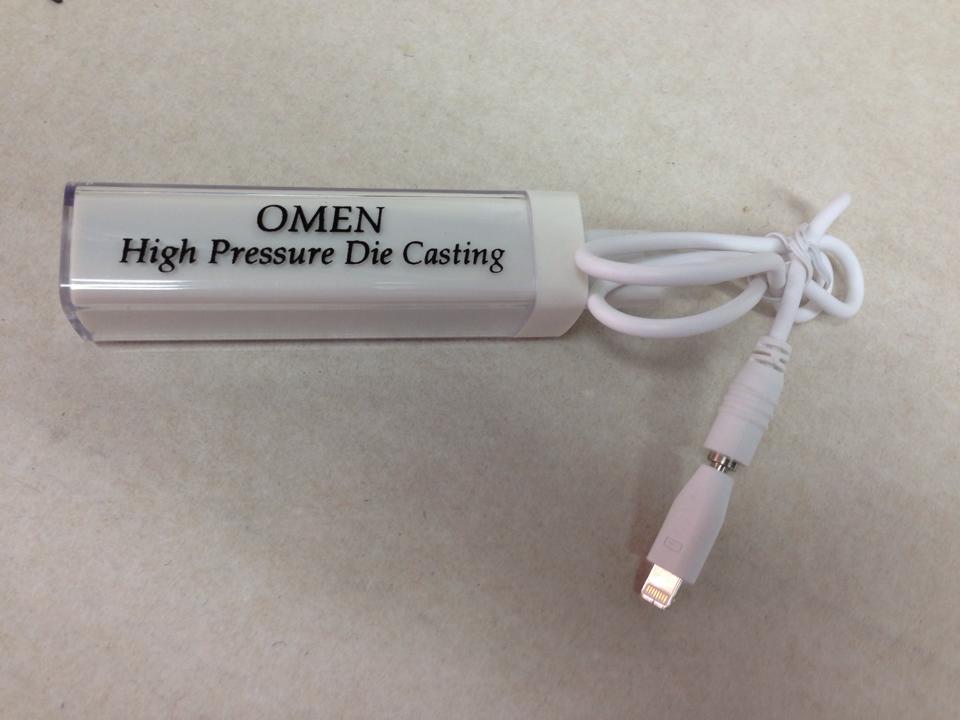 OMEN
High Pressure Die Casting